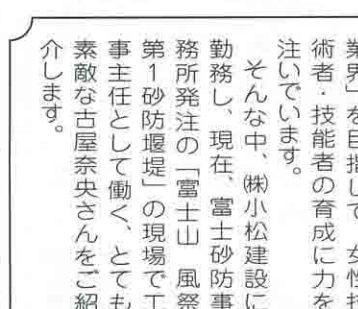 業界」を目指して、女性技
術者・技能者の育成に力を
注いでいます。
そんな中、㈱小松建設に
勤務し、現在、富士砂防事
務所発注の「富士山　風祭
第1砂防堰堤」の現場で工
事主任として働く、とても
素敵な古屋奈央さんをご紹
介します。